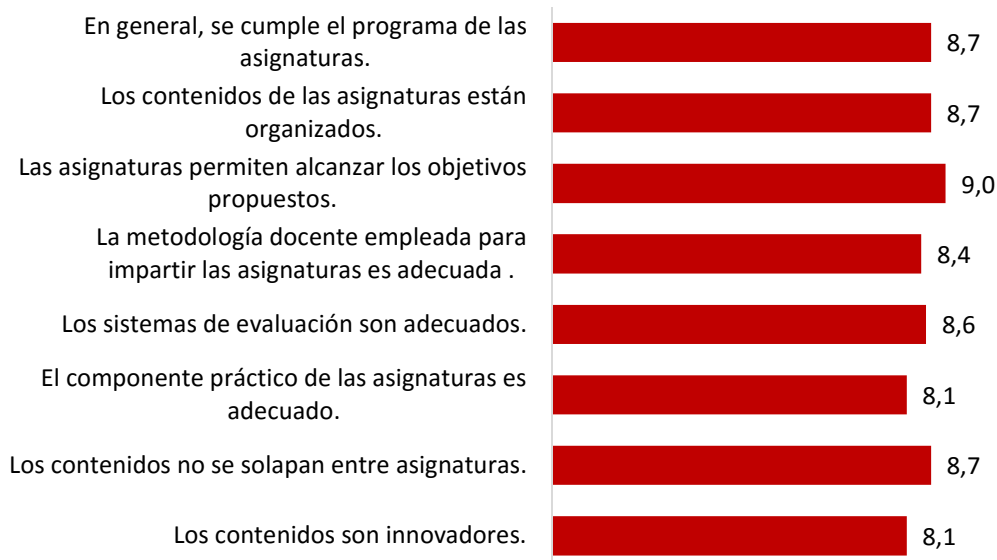 En general, se cumple el programa de las
asignaturas.
8,7
Los contenidos de las asignaturas están
organizados.
8,7
Las asignaturas permiten alcanzar los objetivos
propuestos.
9,0
La metodología docente empleada para
impartir las asignaturas es adecuada .
8,4
Los sistemas de evaluación son adecuados.
8,6
El componente práctico de las asignaturas es
adecuado.
8,1
Los contenidos no se solapan entre asignaturas.
8,7
Los contenidos son innovadores.
8,1